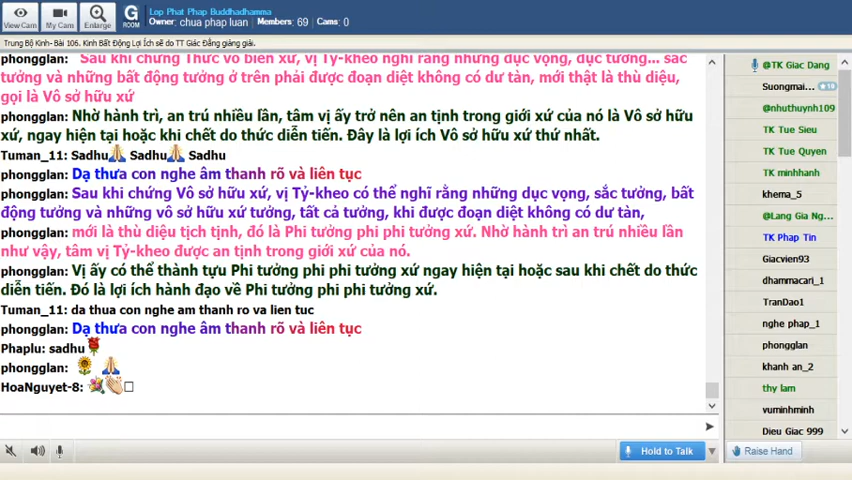 Lop Phat Phap Buddhadhamma
Owner: chua phap luan Members: 69 Cams: 0
View Cam
My Cam
Enlarge
G
ROOM
Trung Bộ Kinh- Bài 106. Kinh Bất Động Lợi Ích sẽ do TT Giác Đẳng giảng giải.
phongglan: Sau khi chứng Thức vô biên xứ, vị Tỷ-kheo nghĩ rằng những dục vọng, dục tưởng... sắc
tưởng và những bất động tưởng ở trên phải được đoạn diệt không có dư tàn, mới thật là thù diệu,
gọi là Vô sở hữu xứ
phongglan: Nhờ hành trì, an trú nhiều lần, tâm vị ấy trở nên an tịnh trong giới xứ của nó là Vô sở hữu
xứ, ngay hiện tại hoặc khi chết do thức diễn tiến. Đây là lợi ích Vô sở hữu xứ thứ nhất.
Tuman_11: Sadhu🙏 Sadhu🙏 Sadhu
phongglan: Dạ thưa con nghe âm thanh rõ và liên tục
phongglan: Sau khi chứng Vô sở hữu xứ, vị Tỷ-kheo có thể nghĩ rằng những dục vọng, sắc tưởng, bất
động tưởng và những vô sở hữu xứ tưởng, tất cả tưởng, khi được đoạn diệt không có dư tàn,
phongglan: mới là thù diệu tịch tịnh, đó là Phi tưởng phi phi tưởng xứ. Nhờ hành trì an trú nhiều lần
như vậy, tâm vị Tỷ-kheo được an tịnh trong giới xứ của nó.
phongglan: Vị ấy có thể thành tựu Phi tưởng phi phi tưởng xứ ngay hiện tại hoặc sau khi chết do thức
diễn tiến. Đó là lợi ích hành đạo về Phi tưởng phi phi tưởng xứ.
Tuman_11: da thua con nghe am thanh ro va lien tuc
phongglan: Dạ thưa con nghe âm thanh rõ và liên tục
Phaplu: sadhu🌹
phongglan: 🌻 🙏
HoaNguyet-8: 💐👏□
@TK Giac Dang
Suongmai...
10
@nhuthuynh109
TK Tue Sieu
TK Tue Quyen
TK minhhanh
khema_5
@Lang Gia Ng...
TK Phap Tin
Giacvien93
dhammacari_1
TranDao1
nghe phap_1
phongglan
khanh an_2
thy lam
vuminhminh
Dieu Giac 999
Hold to Talk
Raise Hand